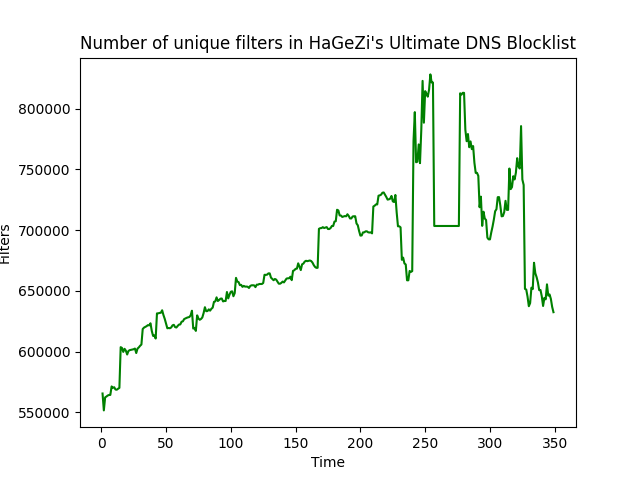 Number of unique filters in HaGeZi's Ultimate DNS Blocklist
800000
750000
700000
650000
600000
550000
Filters
0 50 100 150 200 250 300 350
Time